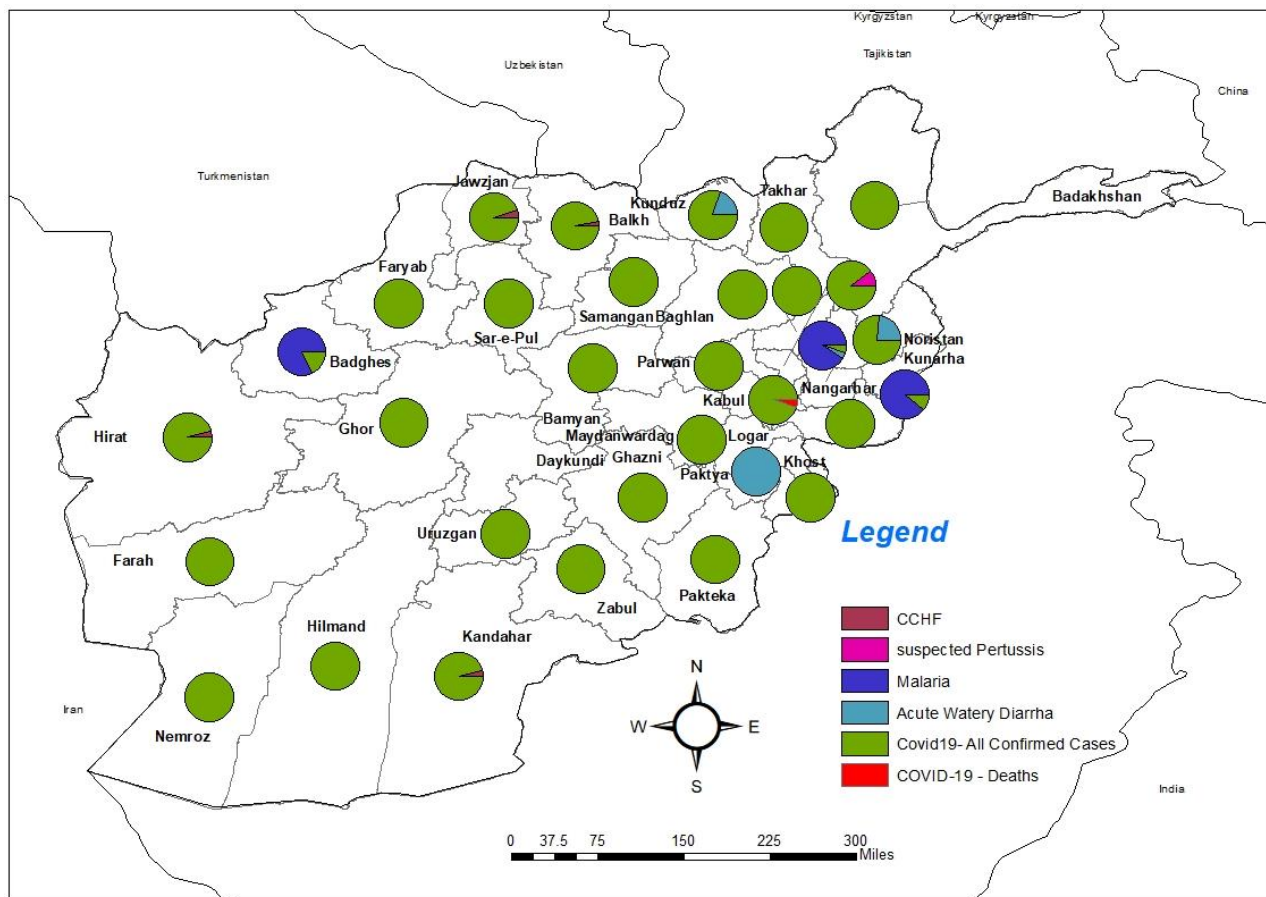 Kyrgyzstan
Kyrgyzstan
Tajikistan
Uzbekistan
China
Turkmenistan
Jawzjan
Kunduz
Takhar
Badakhshan
Balkh
Faryab
Samangan
Baghlan
Sar-e-Pul
Noristan
Kunarha
Badghes
Parwan
Nangarhar
Kabul
Hirat
Ghor
Bamyan
Maydanwardag
Logar
Daykundi
Ghazni
Paktya
Khost
Uruzgan
Legend
Farah
Pakteka
Zabul
Hilmand
Kandahar
CCHF
suspected Pertussis
Malaria
Acute Watery Diarrha
Covid19- All Confirmed Cases
COVID-19 - Deaths
N
W
E
S
Iran
Nemroz
India
0 37.5 75 150 225 300
Miles